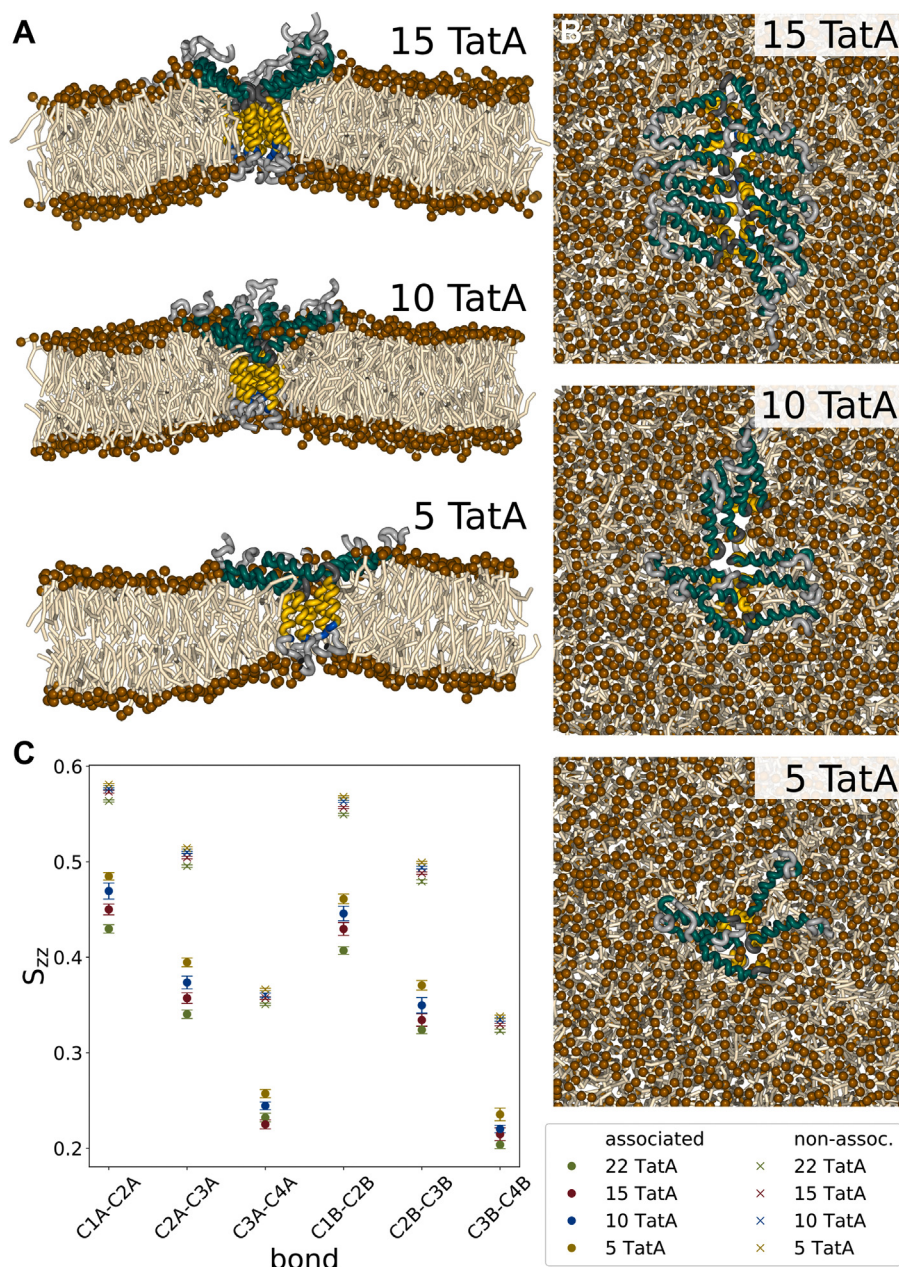 A
15 TatA
10 TatA
5 TatA
B
15 TatA
10 TatA
5 TatA
C
0.6
0.5
0.4
0.3
0.2
S_zz
C1A-C2A
C2A-C3A
C3A-C4A
C1B-C2B
C2B-C3B
C3B-C4B
bond
associated non-assoc.
22 TatA × 22 TatA
15 TatA × 15 TatA
10 TatA × 10 TatA
5 TatA × 5 TatA